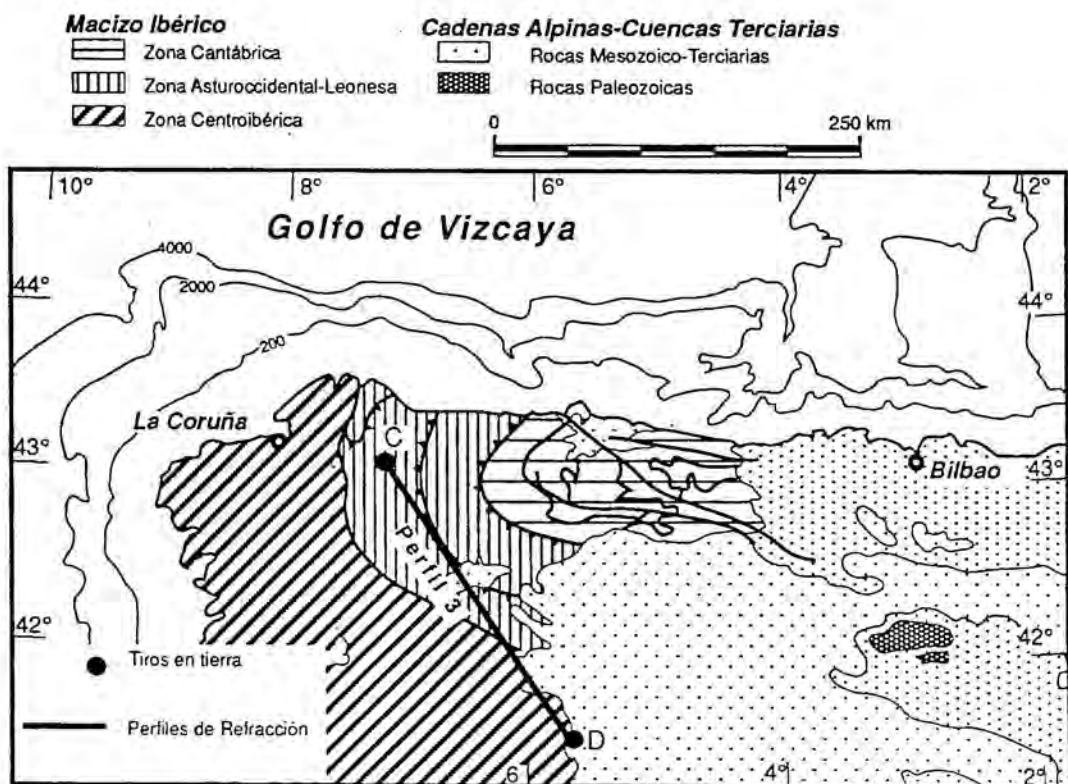 Macizo Ibérico
Zona Cantábrica
Zona Asturoccidental-Leonesa
Zona Centroibérica
Cadenas Alpinas-Cuencas Terciarias
Rocas Mesozoico-Terciarias
Rocas Paleozoicas
0 250 km
10° 8° 6° 4° 2°
Golfo de Vizcaya
4000
2000
200
44° 44°
La Coruña
C
43° 43°
Bilbao
Perfil 3
42° 42°
Tiros en tierra
Perfiles de Refracción
D
6 4° 2°